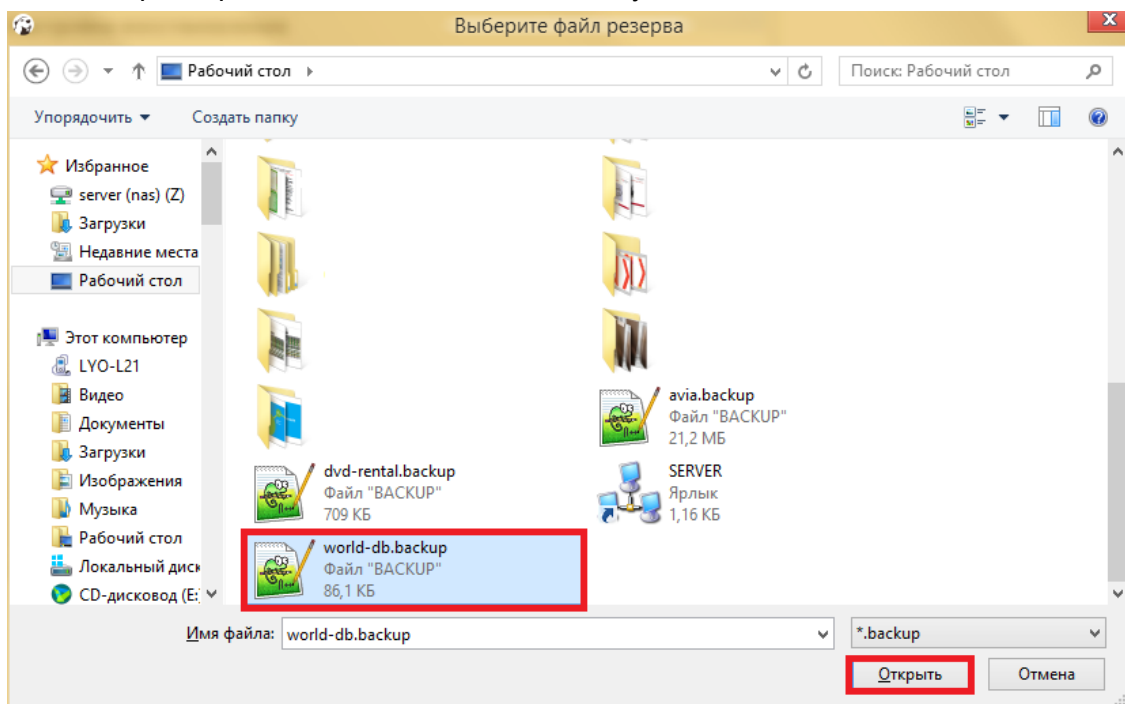 Выберите файл резерва
Рабочий стол
Поиск: Рабочий стол
Упорядочить
Создать папку
Избранное
server (nas) (Z)
Загрузки
Недавние места
Рабочий стол
Этот компьютер
LYO-L21
Видео
Документы
Загрузки
Изображения
Музыка
Рабочий стол
Локальный диск
CD-дисковод (E:
avia.backup
Файл "BACKUP"
21,2 МБ
dvd-rental.backup
Файл "BACKUP"
709 КБ
SERVER
Ярлык
1,16 КБ
world-db.backup
Файл "BACKUP"
86,1 КБ
Имя файла: world-db.backup
*.backup
Открыть
Отмена